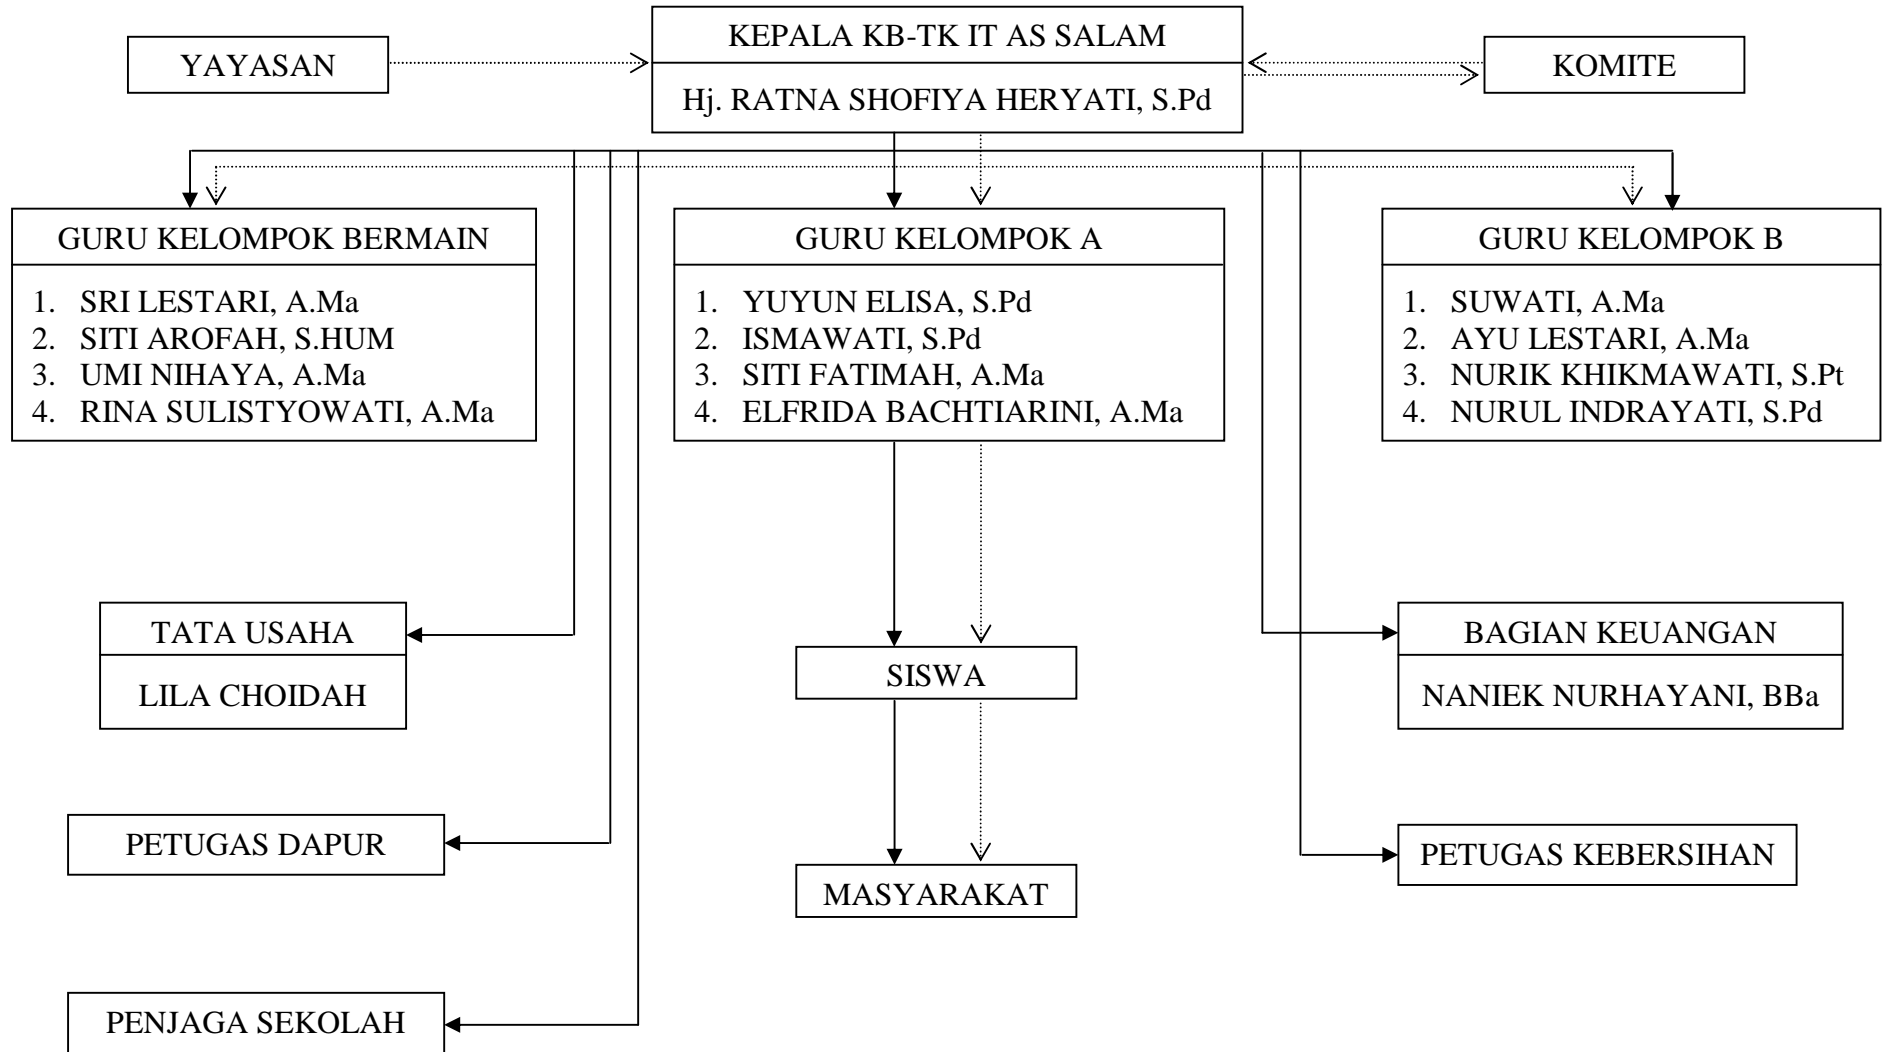 KEPALA KB-TK IT AS SALAM
Hj. RATNA SHOFIYA HERYATI, S.Pd
YAYASAN
KOMITE
GURU KELOMPOK BERMAIN
1. SRI LESTARI, A.Ma
2. SITI AROFAH, S.HUM
3. UMI NIHAYA, A.Ma
4. RINA SULISTYOWATI, A.Ma
GURU KELOMPOK A
1. YUYUN ELISA, S.Pd
2. ISMAWATI, S.Pd
3. SITI FATIMAH, A.Ma
4. ELFRIDA BACHTIARINI, A.Ma
GURU KELOMPOK B
1. SUWATI, A.Ma
2. AYU LESTARI, A.Ma
3. NURIK KHIKMAWATI, S.Pt
4. NURUL INDRAYATI, S.Pd
TATA USAHA
LILA CHOIDAH
SISWA
BAGIAN KEUANGAN
NANIEK NURHAYANI, BBa
PETUGAS DAPUR
MASYARAKAT
PETUGAS KEBERSIHAN
PENJAGA SEKOLAH